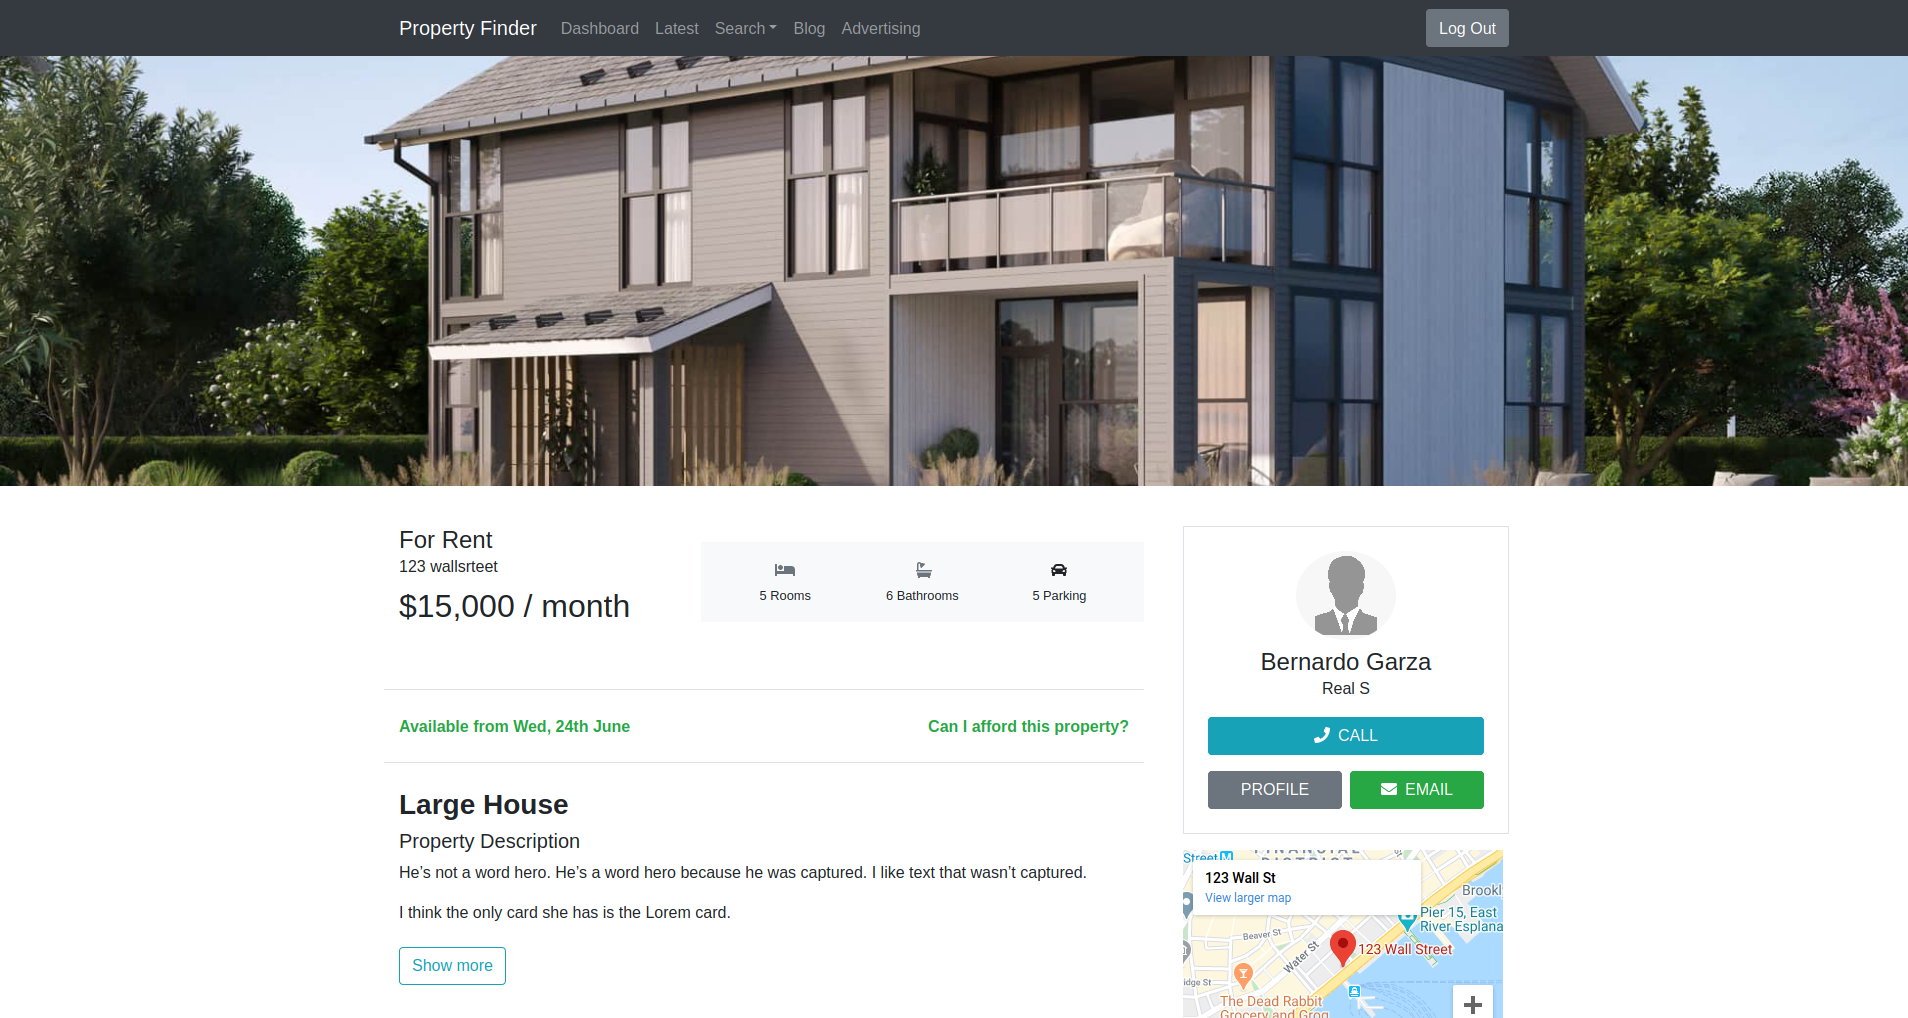 Property Finder
Dashboard
Latest
Search
Blog
Advertising
Log Out
For Rent
123 wallsrteet
$15,000 / month
5 Rooms
6 Bathrooms
5 Parking
Available from Wed, 24th June
Can I afford this property?
Large House
Property Description
He’s not a word hero. He’s a word hero because he was captured. I like text that wasn’t captured.
I think the only card she has is the Lorem card.
Show more
Bernardo Garza
Real S
CALL
PROFILE
EMAIL
Street M
FINANCIAL
DISTRICT
123 Wall St
View larger map
Brookl
Pier 15, East
River Esplana
Beaver St
Water St
123 Wall Street
idge St
The Dead Rabbit
Grocery and Grog